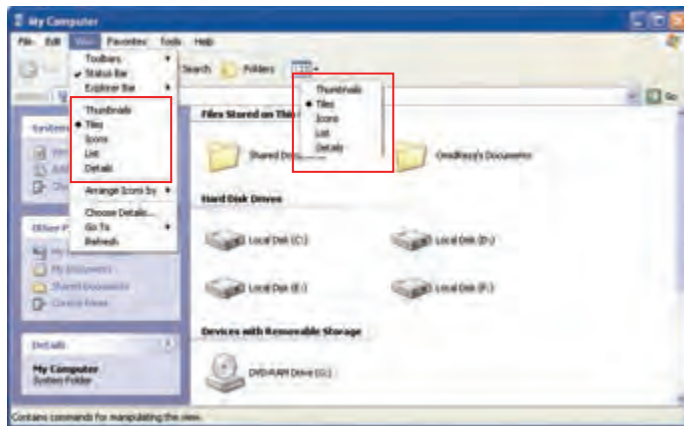 My Computer
File Edit View Favorites Tools Help
Toolbars
Status Bar
Explorer Bar
Thumbnails
Tiles
Icons
List
Details
Arrange Icons by
Choose Details...
Go To
Refresh
Search Folders
Thumbnails
Tiles
Icons
List
Details
Go
Files Stored on This
Shared Documents
Documents
Hard Disk Drives
Local Disk (C:)
Local Disk (D:)
Local Disk (E:)
Local Disk (F:)
Devices with Removable Storage
DVD-RAM Drive (G:)
System
Other
My Documents
Shared Documents
Control Panel
Details
My Computer
System Folder
Contains commands for manipulating the view.